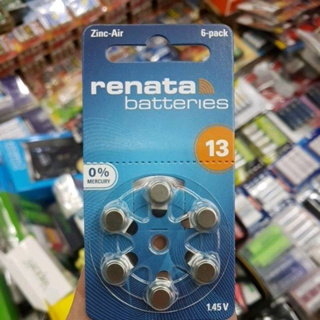 Zinc-Air 6-pack
renata
batteries
13
0%
MERCURY
1.45 V